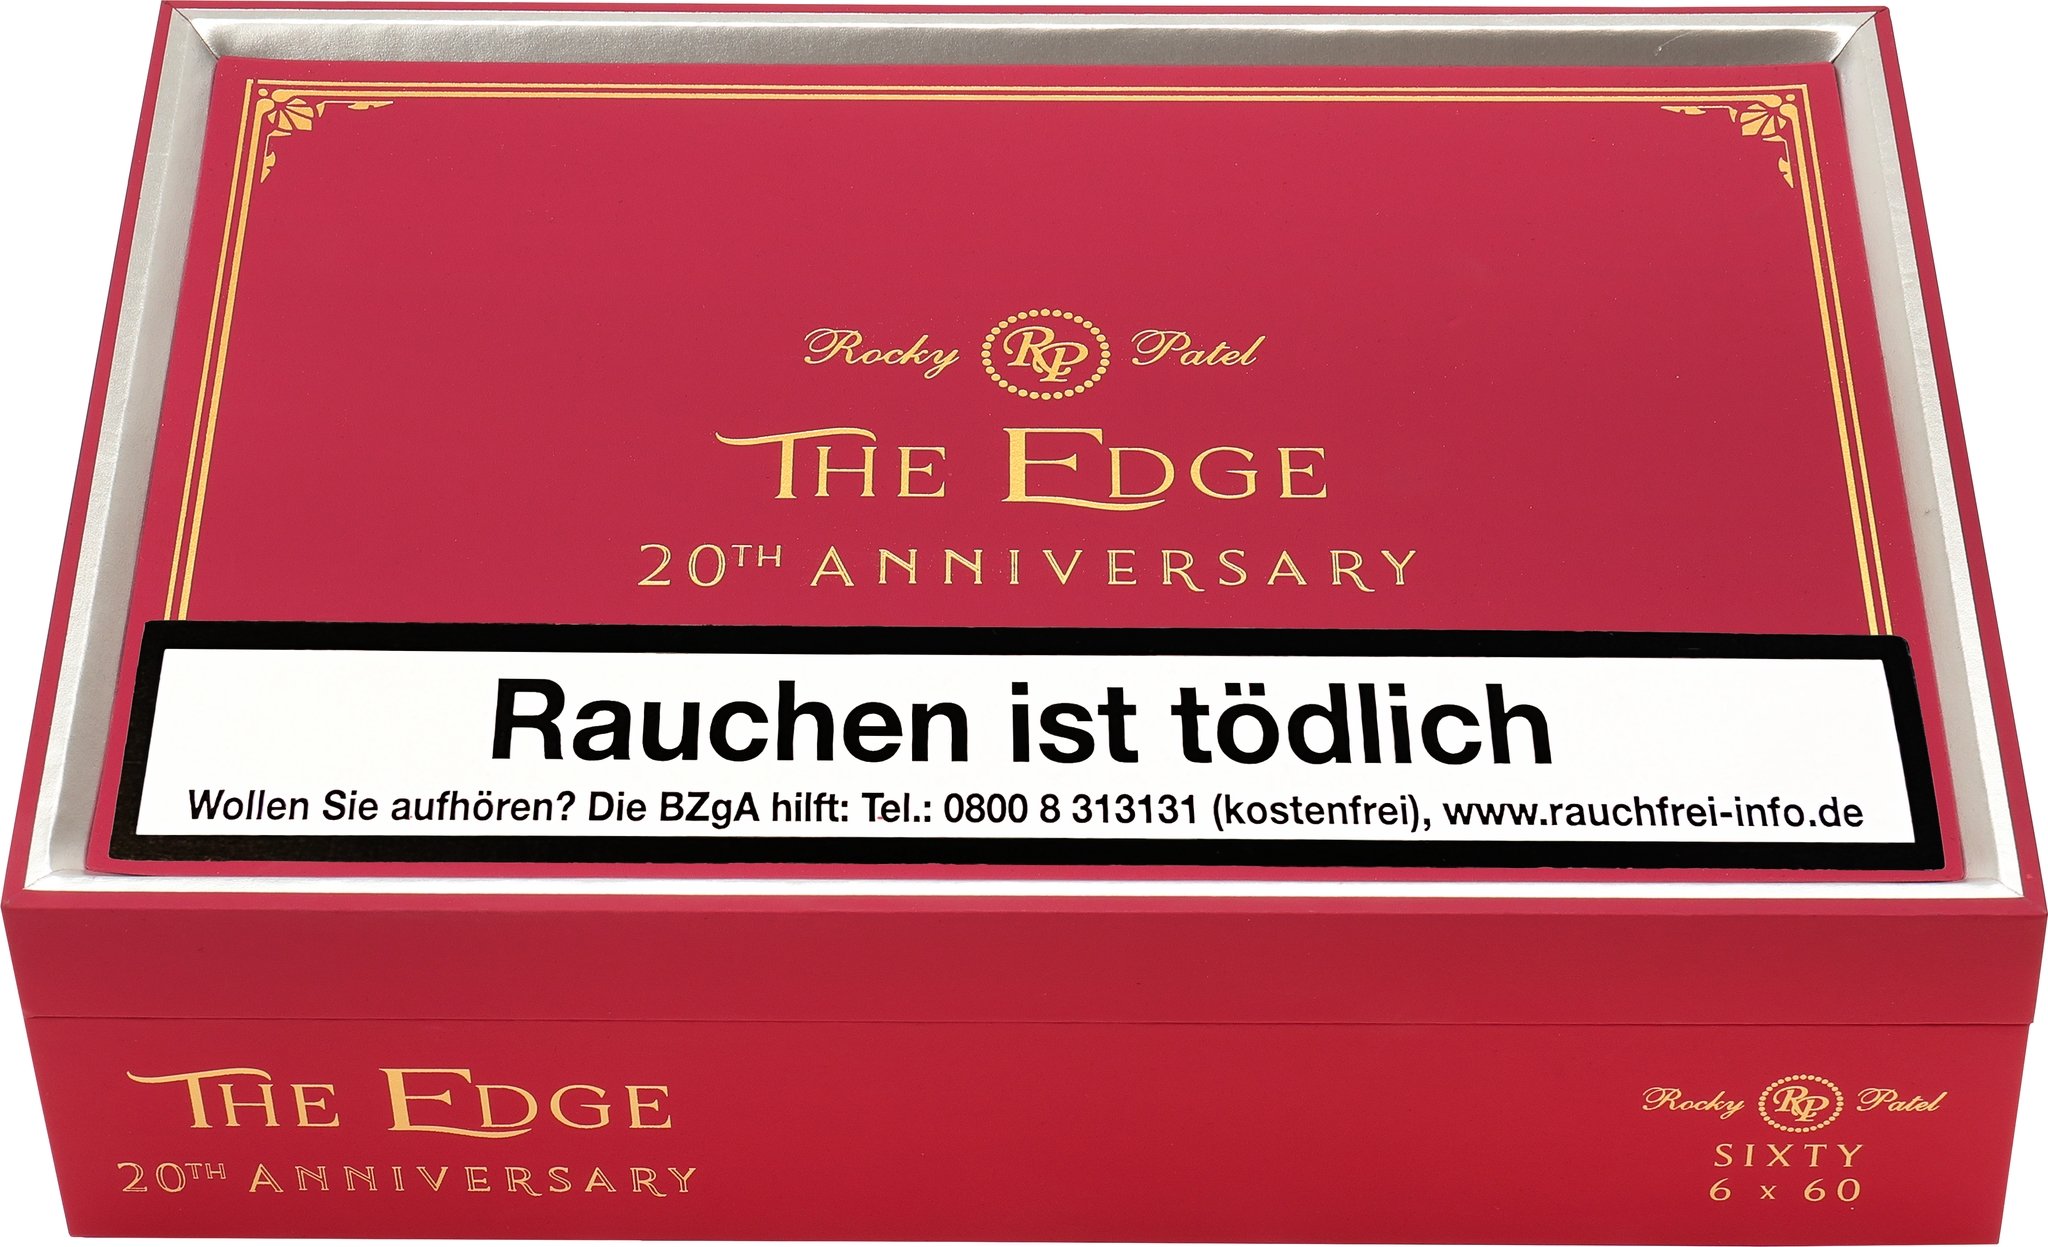 Rocky RP Patel
THE EDGE
20TH ANNIVERSARY
Rauchen ist tödlich
Wollen Sie aufhören? Die BZgA hilft: Tel.: 0800 8 313131 (kostenfrei), www.rauchfrei-info.de
THE EDGE
20TH ANNIVERSARY
Rocky RP Patel
SIXTY
6 x 60